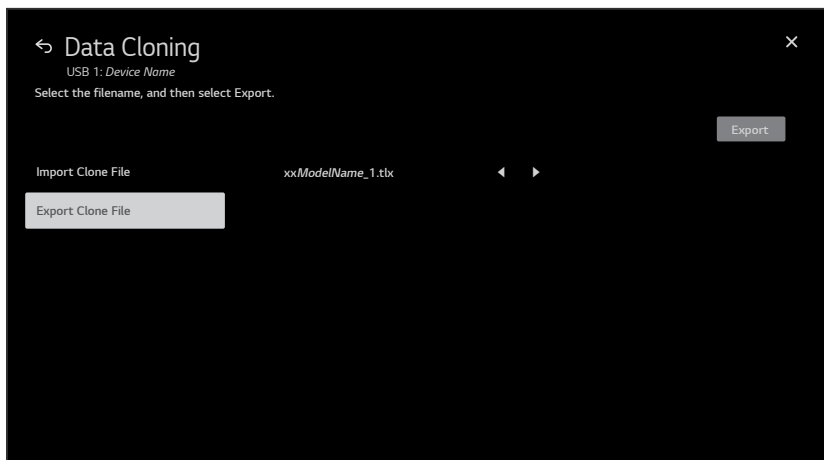 Data Cloning
USB 1: Device Name
Select the filename, and then select Export.
Export
Import Clone File
xxModelName_1.tlx
Export Clone File